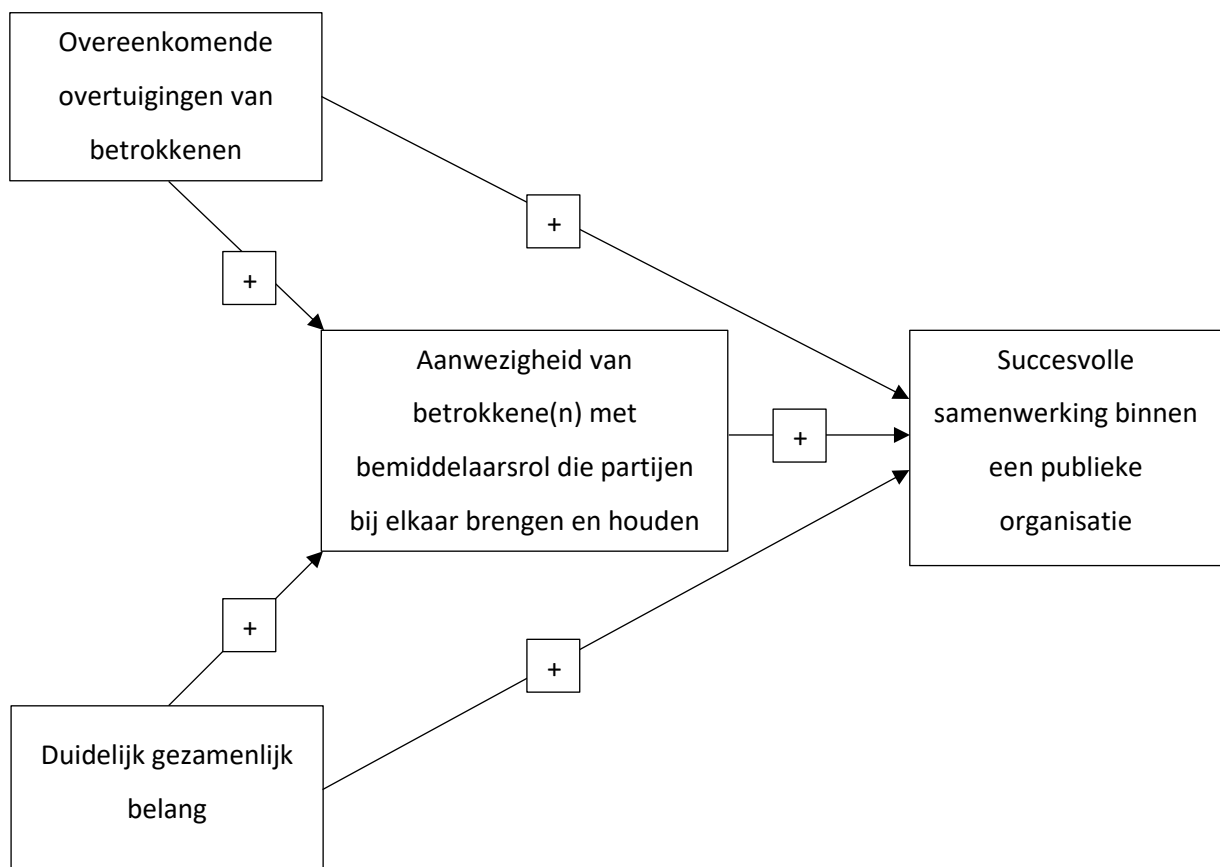 Overeenkomende
overtuigingen van
betrokkenen
+
+
Aanwezigheid van
betrokkene(n) met
bemiddelaarsrol die partijen
bij elkaar brengen en houden
+
Succesvolle
samenwerking binnen
een publieke
organisatie
+
+
Duidelijk gezamenlijk
belang